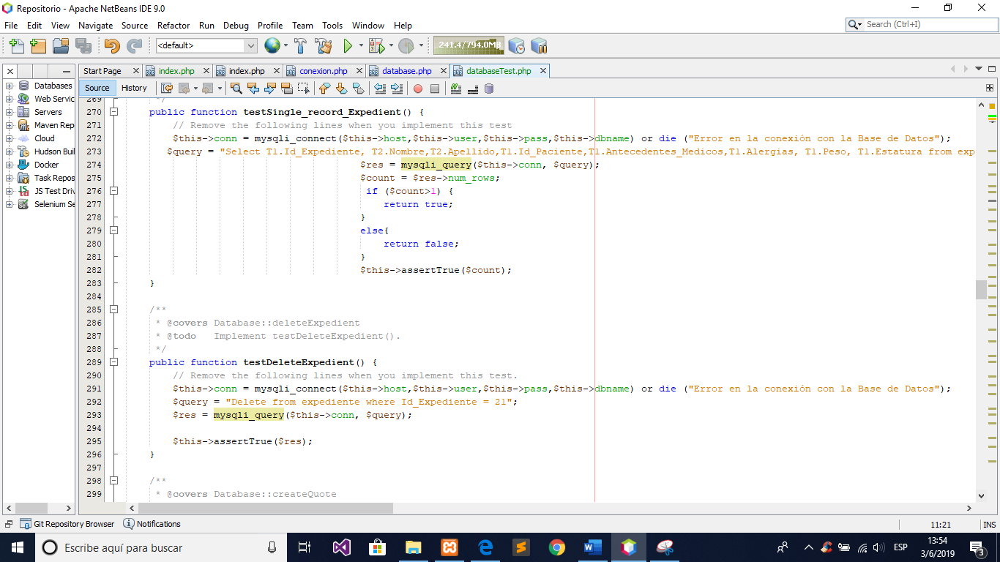 Repositorio - Apache NetBeans IDE 9.0
File Edit View Navigate Source Refactor Run Debug Profile Team Tools Window Help
Search (Ctrl+I)
<default>
241.4/794.0MB
Start Page index.php index.php conexion.php database.php databaseTest.php
Source History
Databases
Web Servic
Servers
Maven Rep
Cloud
Hudson Buil
Docker
Task Repos
JS Test Driv
Selenium Se
269 */
270 public function testSingle_record_Expedient() {
271 // Remove the following lines when you implement this test
272 $this->conn = mysqli_connect($this->host,$this->user,$this->pass,$this->dbname) or die ("Error en la conexión con la Base de Datos");
273 $query = "Select T1.Id_Expediente, T2.Nombre,T2.Apellido,T1.Id_Paciente,T1.Antecedentes_Medicos,T1.Alergias, T1.Peso, T1.Estatura from exp
274 $res = mysqli_query($this->conn, $query);
275 $count = $res->num_rows;
276 if ($count>1) {
277 return true;
278 }
279 else{
280 return false;
281 }
282 $this->assertTrue($count);
283 }
284
285 /**
286 * @covers Database::deleteExpedient
287 * @todo Implement testDeleteExpedient().
288 */
289 public function testDeleteExpedient() {
290 // Remove the following lines when you implement this test.
291 $this->conn = mysqli_connect($this->host,$this->user,$this->pass,$this->dbname) or die ("Error en la conexión con la Base de Datos");
292 $query = "Delete from expediente where Id_Expediente = 21";
293 $res = mysqli_query($this->conn, $query);
294
295 $this->assertTrue($res);
296 }
297
298 /**
299 * @covers Database::createQuote
Git Repository Browser Notifications
11:21 INS
Escribe aquí para buscar
ESP
13:54
3/6/2019
3